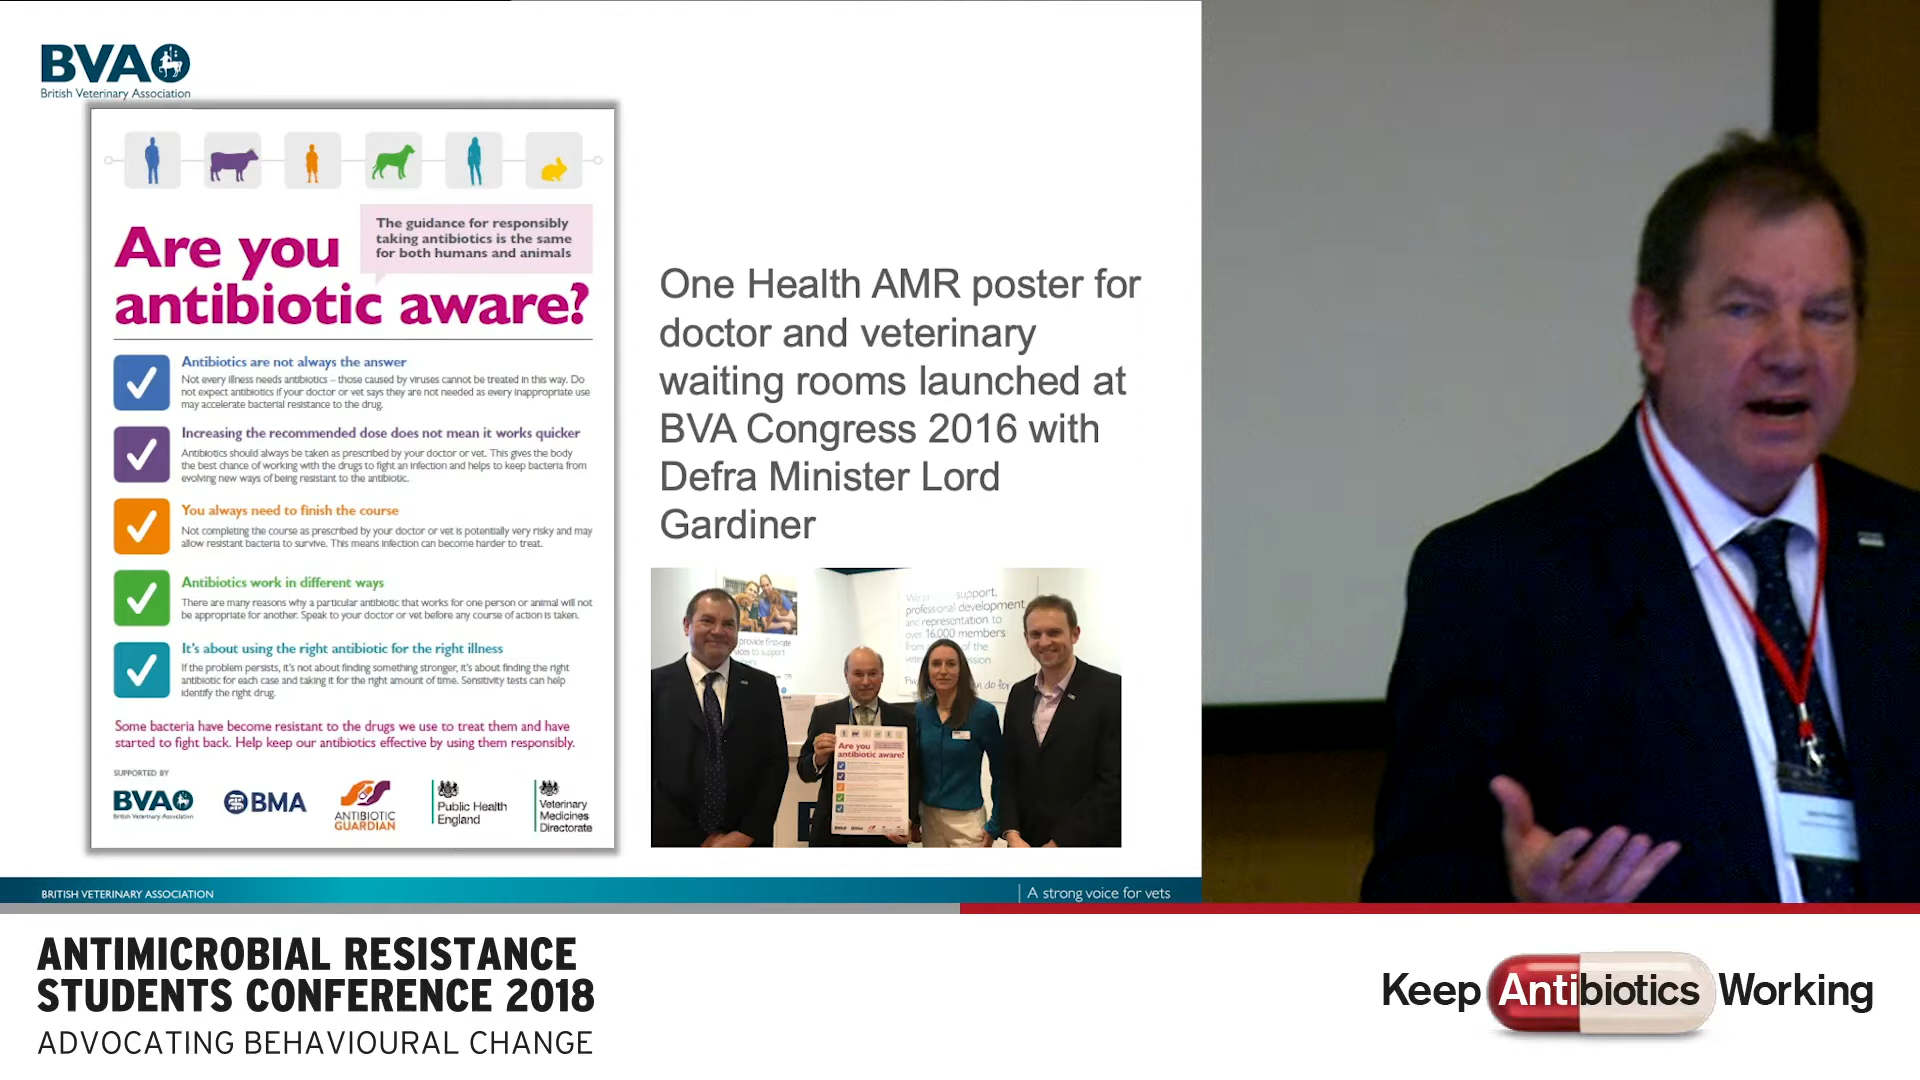 BVA
British Veterinary Association
The guidance for responsibly
taking antibiotics is the same
for both humans and animals
Are you
antibiotic aware?
Antibiotics are not always the answer
Not every illness needs antibiotics – those caused by viruses cannot be treated in this way. Do
not expect antibiotics if your doctor or vet says they are not needed as every inappropriate use
may accelerate bacterial resistance to the drug.
Increasing the recommended dose does not mean it works quicker
Antibiotics should always be taken as prescribed by your doctor or vet. This gives the body
the best chance of working with the drugs to fight an infection and helps to keep bacteria from
evolving new ways of being resistant to the antibiotic.
You always need to finish the course
Not completing the course as prescribed by your doctor or vet is potentially very risky and may
allow resistant bacteria to survive. This means infection can become harder to treat.
Antibiotics work in different ways
There are many reasons why a particular antibiotic that works for one person or animal will not
be appropriate for another. Speak to your doctor or vet before any course of action is taken.
It's about using the right antibiotic for the right illness
If the problem persists, it's not about finding something stronger, it's about finding the right
antibiotic for each case and taking it for the right amount of time. Sensitivity tests can help
identify the right drug.
Some bacteria have become resistant to the drugs we use to treat them and have
started to fight back. Help keep our antibiotics effective by using them responsibly.
SUPPORTED BY
BVA
British Veterinary Association
BMA
ANTIBIOTIC
GUARDIAN
Public Health
England
Veterinary
Medicines
Directorate
One Health AMR poster for
doctor and veterinary
waiting rooms launched at
BVA Congress 2016 with
Defra Minister Lord
Gardiner
We support,
professional development
and representation to
over 16,000 members
from of the
Are you
antibiotic aware?
BRITISH VETERINARY ASSOCIATION
A strong voice for vets
ANTIMICROBIAL RESISTANCE
STUDENTS CONFERENCE 2018
ADVOCATING BEHAVIOURAL CHANGE
Keep Antibiotics Working